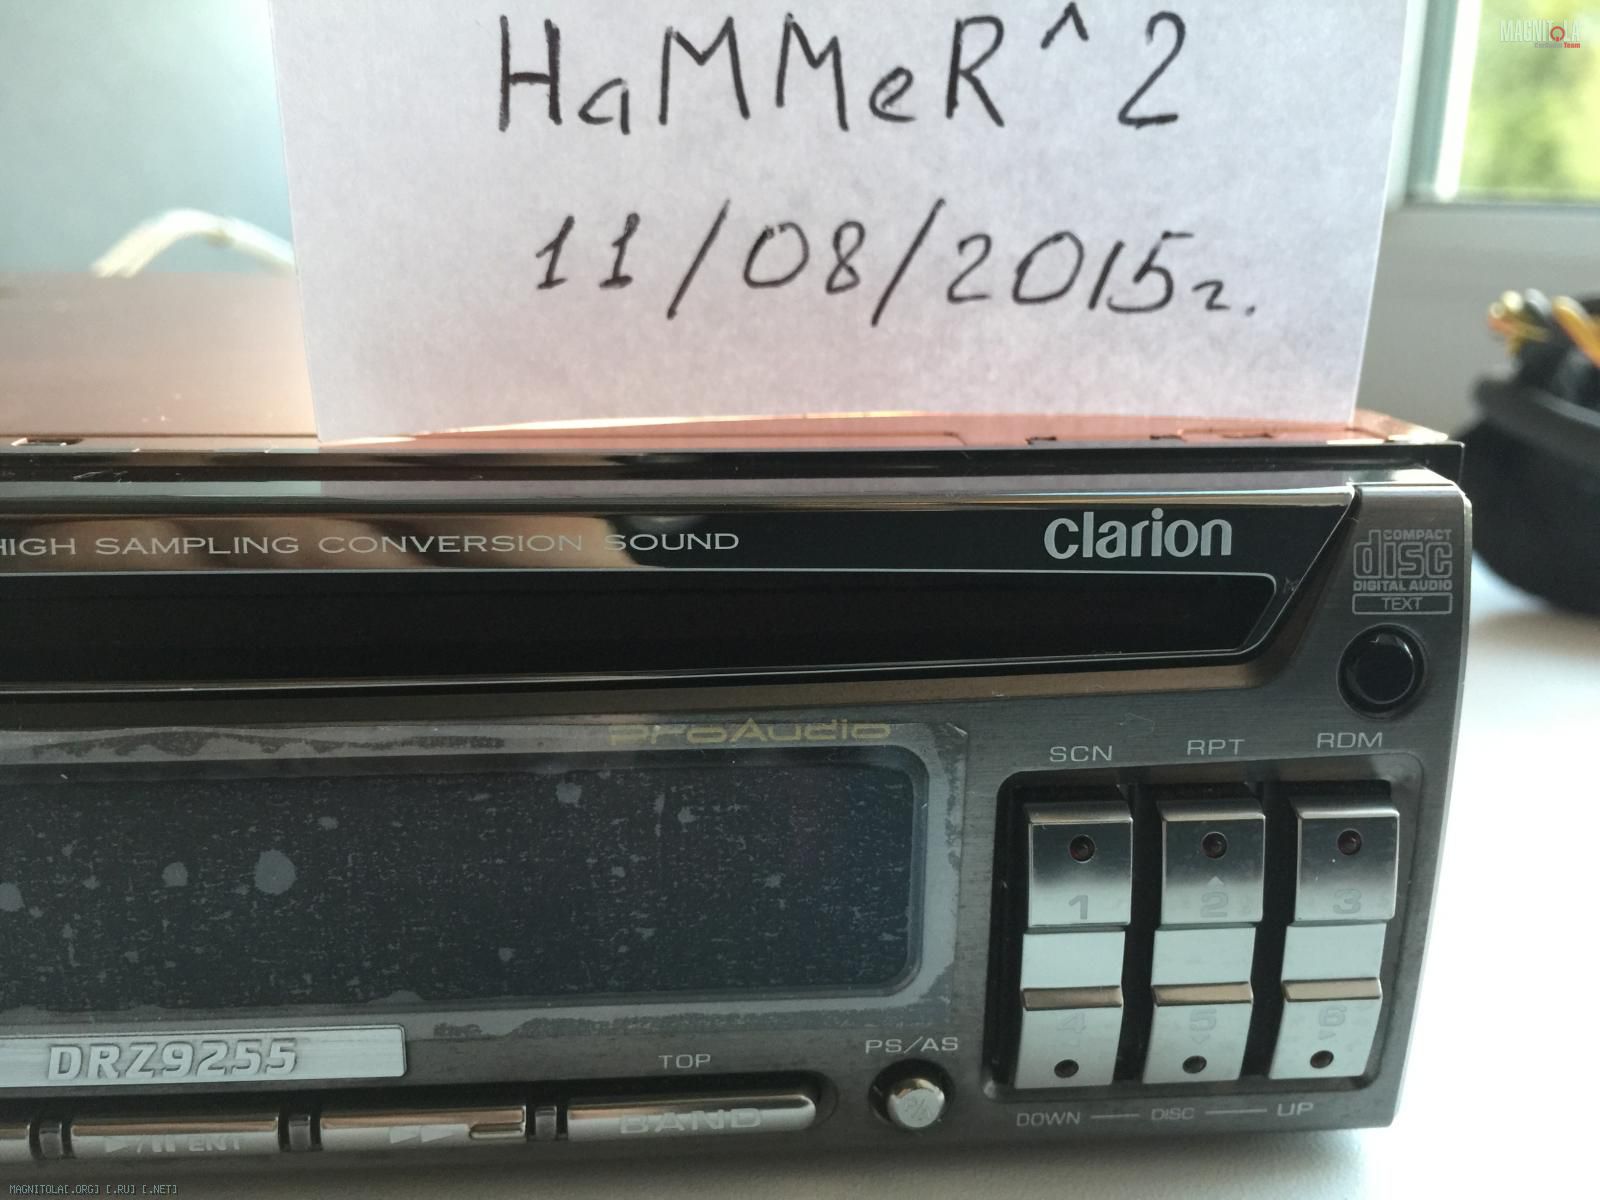 MAGNITOLA
CarSound Team
HaMMeR^2
11/08/2015г.
HIGH SAMPLING CONVERSION SOUND
clarion
COMPACT
disc
DIGITAL AUDIO
TEXT
ProAudio
SCN RPT RDM
1 2 3
4 5 6
DRZ9255
TOP
PS/AS
ENT
BAND
P/A
DOWN DISC UP
MAGNITOLA[.ORG] [.RU] [.NET]